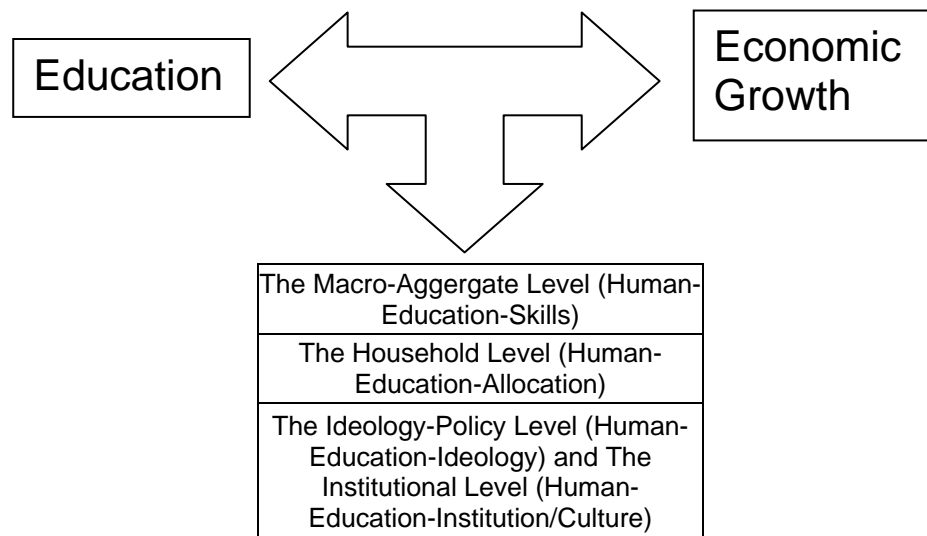 Education
Economic
Growth
The Macro-Aggergate Level (Human-
Education-Skills)
The Household Level (Human-
Education-Allocation)
The Ideology-Policy Level (Human-
Education-Ideology) and The
Institutional Level (Human-
Education-Institution/Culture)